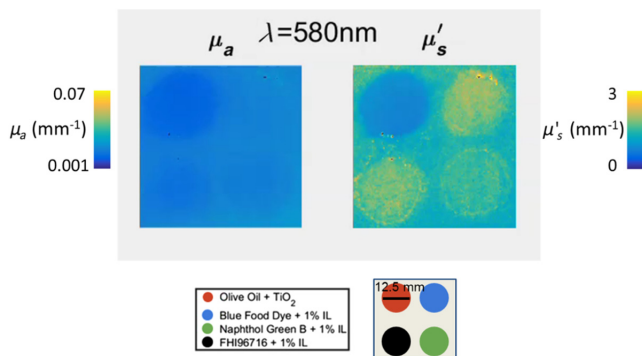 λ=580nm
μₐ
μ's
0.07
μₐ (mm⁻¹)
0.001
3
μ's (mm⁻¹)
0
Olive Oil + TiO₂
Blue Food Dye + 1% IL
Naphthol Green B + 1% IL
FHI96716 + 1% IL
12.5 mm